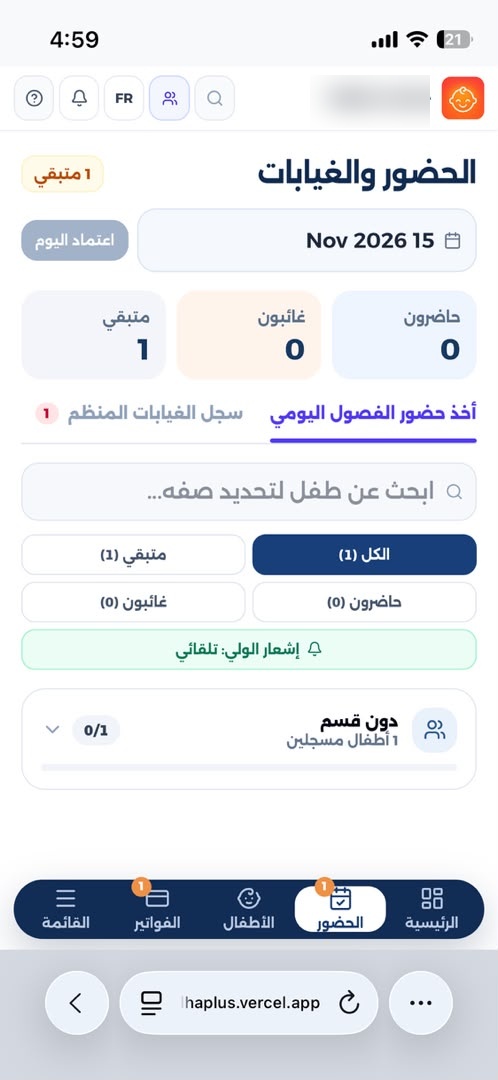 4:59
21
FR
الحضور والغيابات
1 متبقي
15 Nov 2026
اعتماد اليوم
حاضرون
0
غائبون
0
متبقي
1
أخذ حضور الفصول اليومي
سجل الغيابات المنظم 1
ابحث عن طفل لتحديد صفه...
الكل (1)
متبقي (1)
حاضرون (0)
غائبون (0)
إشعار الولي: تلقائي
دون قسم
1 أطفال مسجلين
0/1
الرئيسية
1
الحضور
الأطفال
1
الفواتير
القائمة
haplus.vercel.app